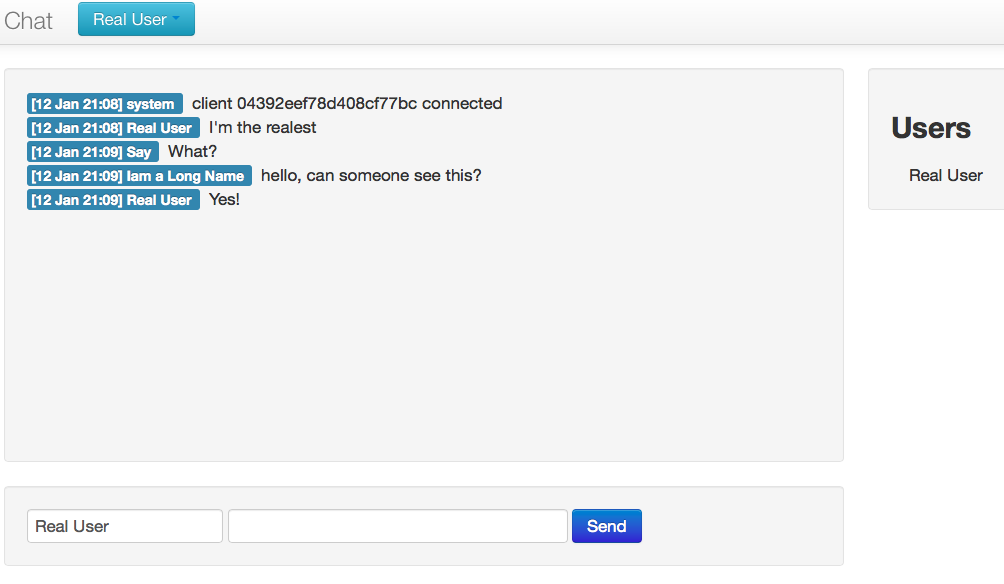 Chat Real User
[12 Jan 21:08] system client 04392eef78d408cf77bc connected
[12 Jan 21:08] Real User I'm the realest
[12 Jan 21:09] Say What?
[12 Jan 21:09] Iam a Long Name hello, can someone see this?
[12 Jan 21:09] Real User Yes!
Users
Real User
Real User Send